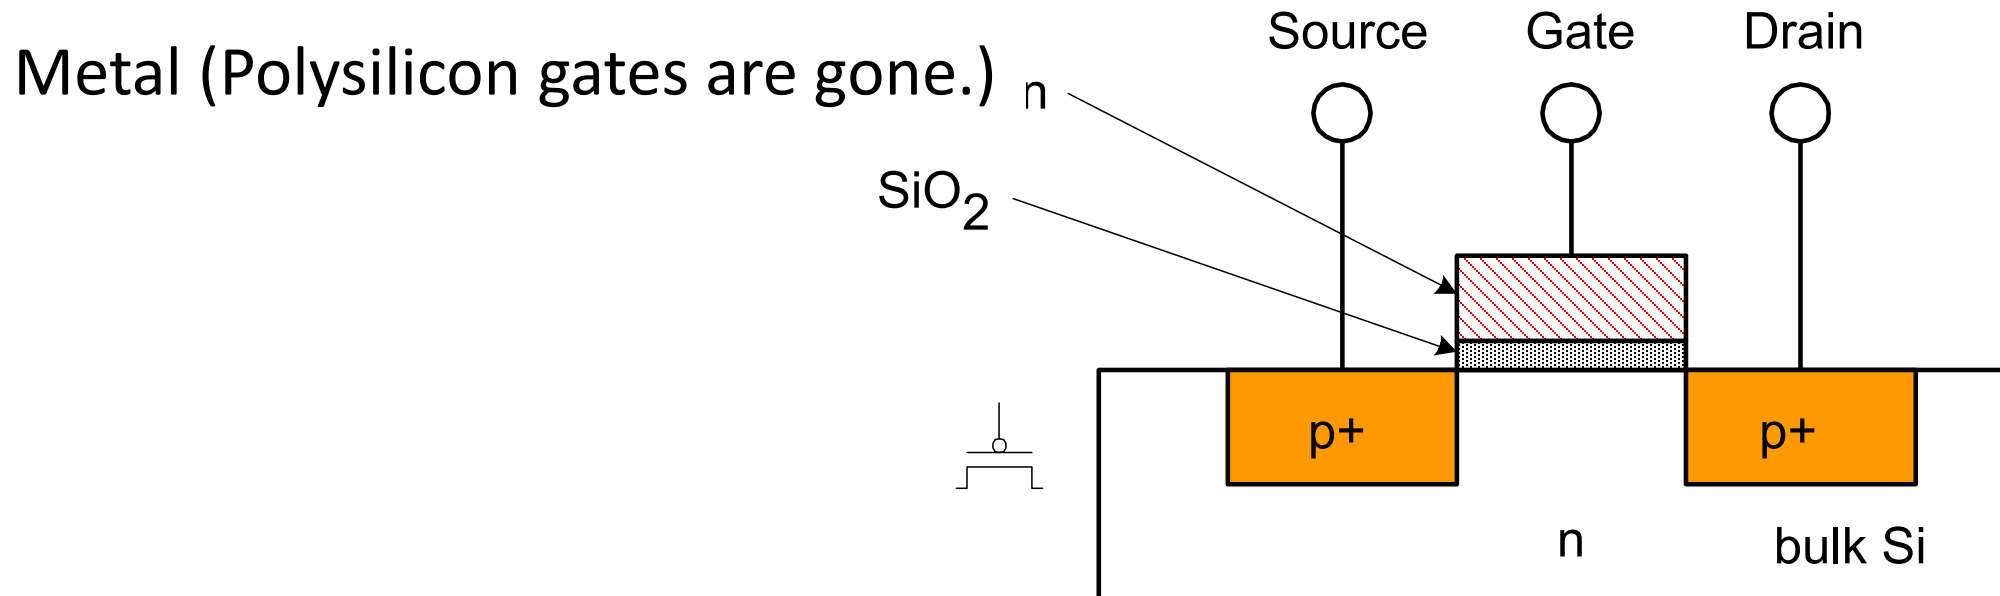 Source Gate Drain
Metal (Polysilicon gates are gone.) n
SiO2
p+ p+
n bulk Si